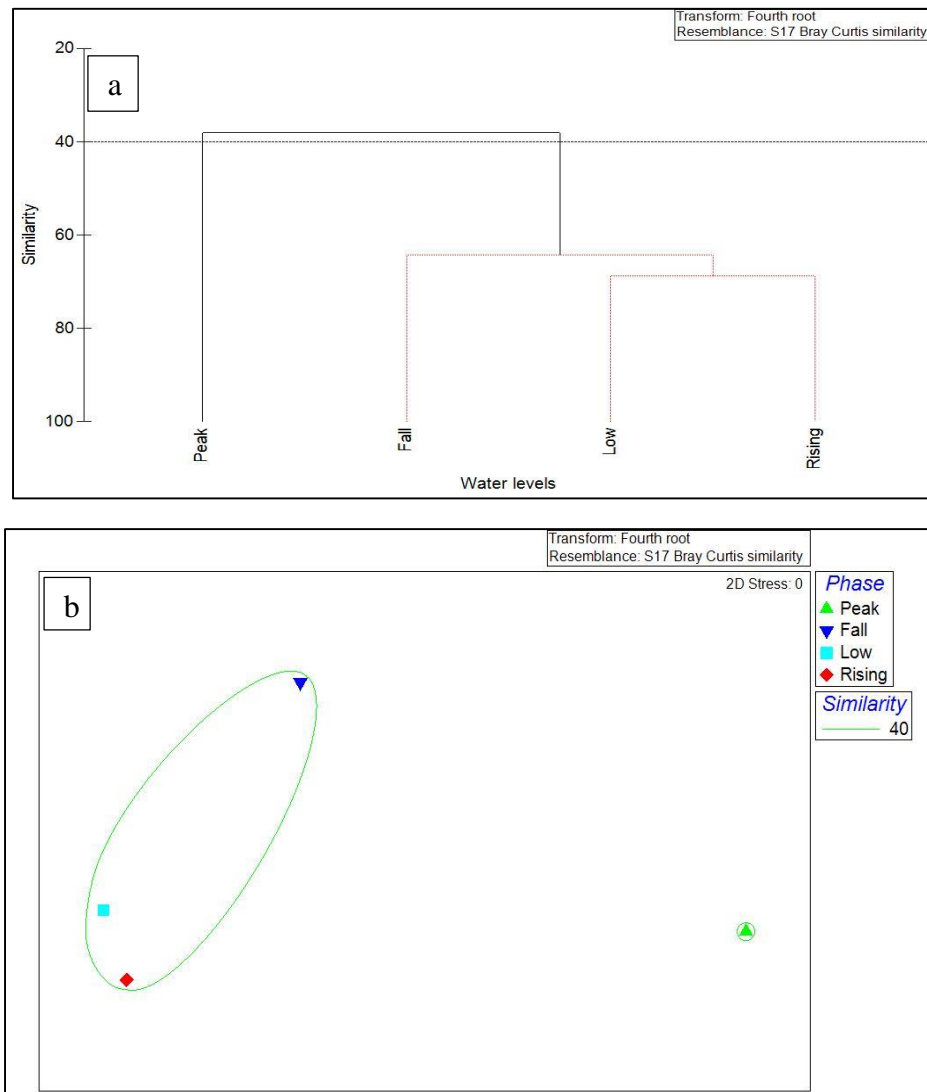 Transform: Fourth root
Resemblance: S17 Bray Curtis similarity
a
20
40
60
80
100
Similarity
Peak
Fall
Low
Rising
Water levels
Transform: Fourth root
Resemblance: S17 Bray Curtis similarity
b
2D Stress: 0
Phase
Peak
Fall
Low
Rising
Similarity
40